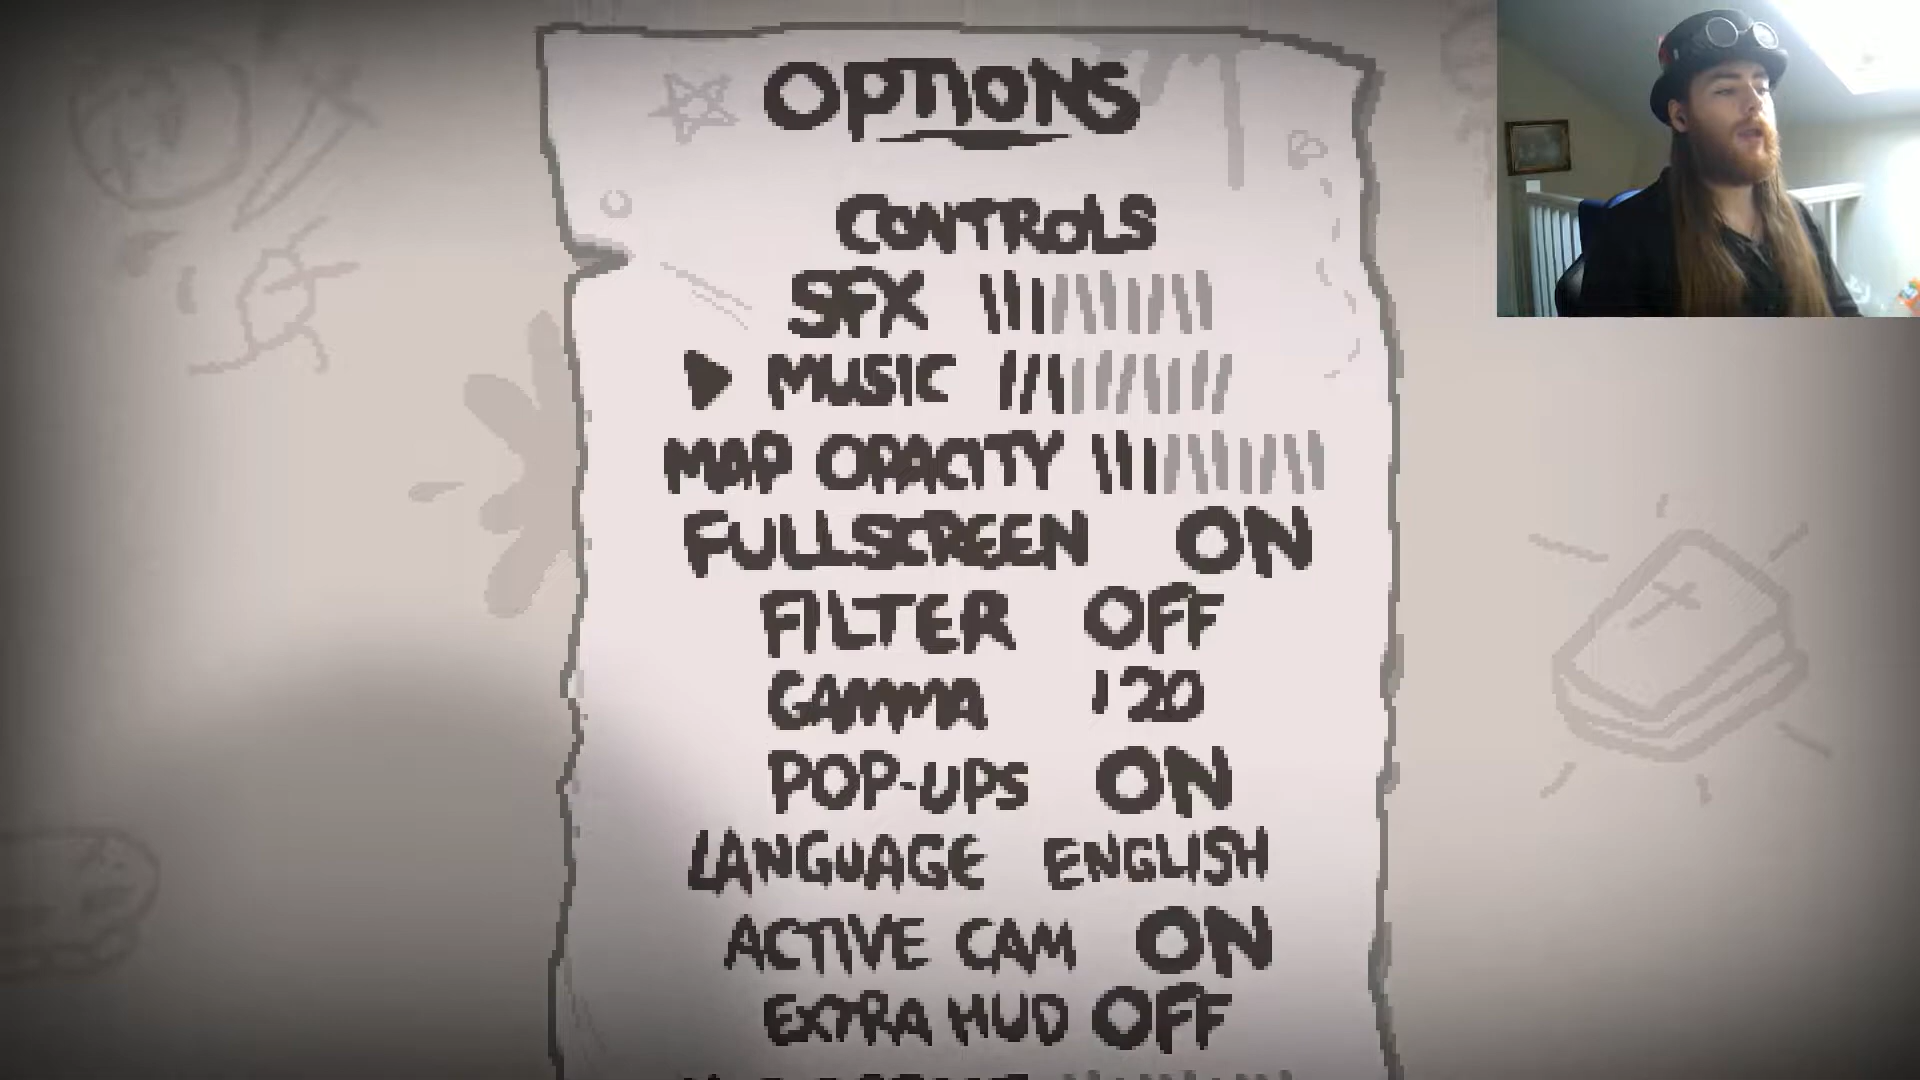 OPTIONS
CONTROLS
SFX
MUSIC
MAP OPACITY
FULLSCREEN ON
FILTER OFF
GAMMA 120
POP-UPS ON
LANGUAGE ENGLISH
ACTIVE CAM ON
EXTRA HUD OFF